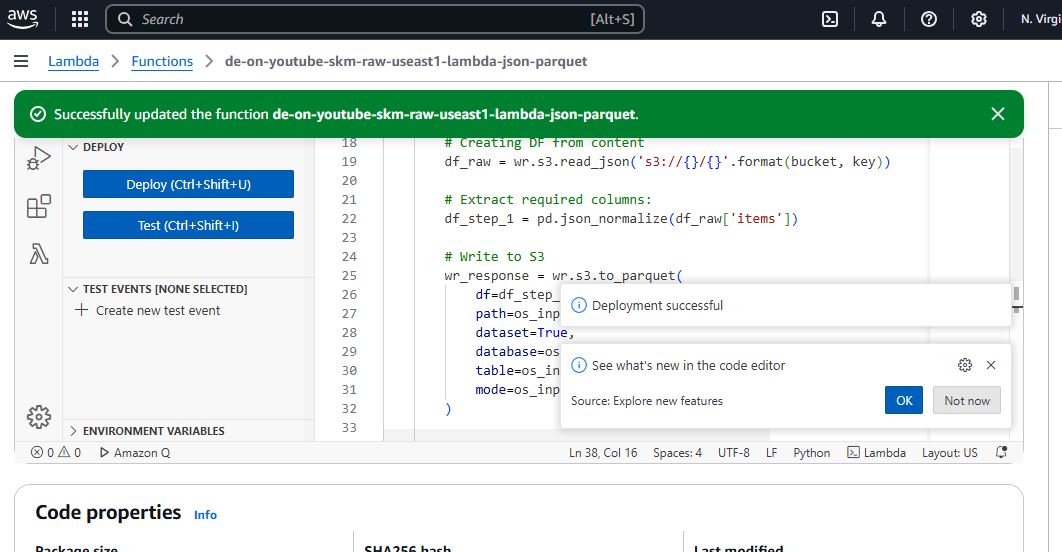 aws
Search [Alt+S]
N. Virgi
Lambda > Functions > de-on-youtube-skm-raw-useast1-lambda-json-parquet
Successfully updated the function de-on-youtube-skm-raw-useast1-lambda-json-parquet.
DEPLOY
Deploy (Ctrl+Shift+U)
Test (Ctrl+Shift+I)
TEST EVENTS [NONE SELECTED]
Create new test event
ENVIRONMENT VARIABLES
18 # Creating DF from content
19 df_raw = wr.s3.read_json('s3://{}/{}'.format(bucket, key))
20
21 # Extract required columns:
22 df_step_1 = pd.json_normalize(df_raw['items'])
23
24 # Write to S3
25 wr_response = wr.s3.to_parquet(
26 df=df_step_
27 path=os_inp
28 dataset=True,
29 database=os
30 table=os_in
31 mode=os_inp
32 )
33
Deployment successful
See what's new in the code editor
Source: Explore new features
OK
Not now
0 0 Amazon Q Ln 38, Col 16 Spaces: 4 UTF-8 LF Python Lambda Layout: US
Code properties Info
Package size SHA256 hash Last modified